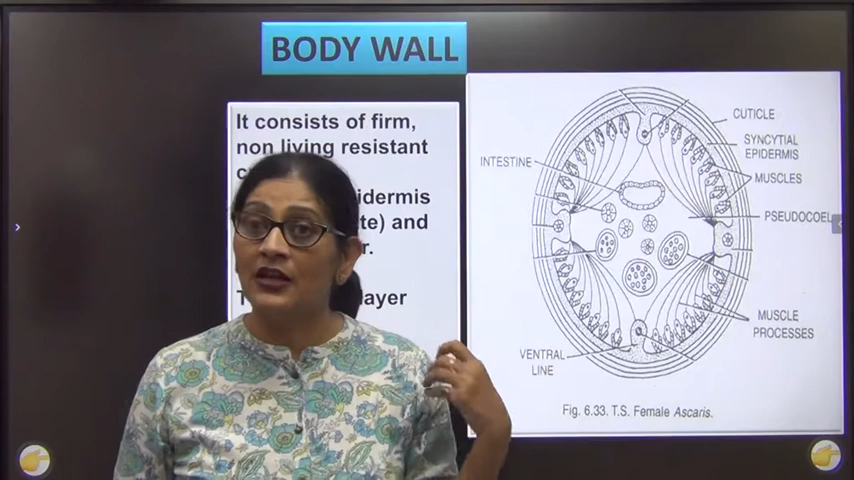 BODY WALL
It consists of firm,
non living resistant
idermis
te) and
layer
CUTICLE
SYNCYTIAL
EPIDERMIS
INTESTINE
MUSCLES
PSEUDOCOEL
MUSCLE
PROCESSES
VENTRAL
LINE
Fig. 6.33. T.S. Female Ascaris.